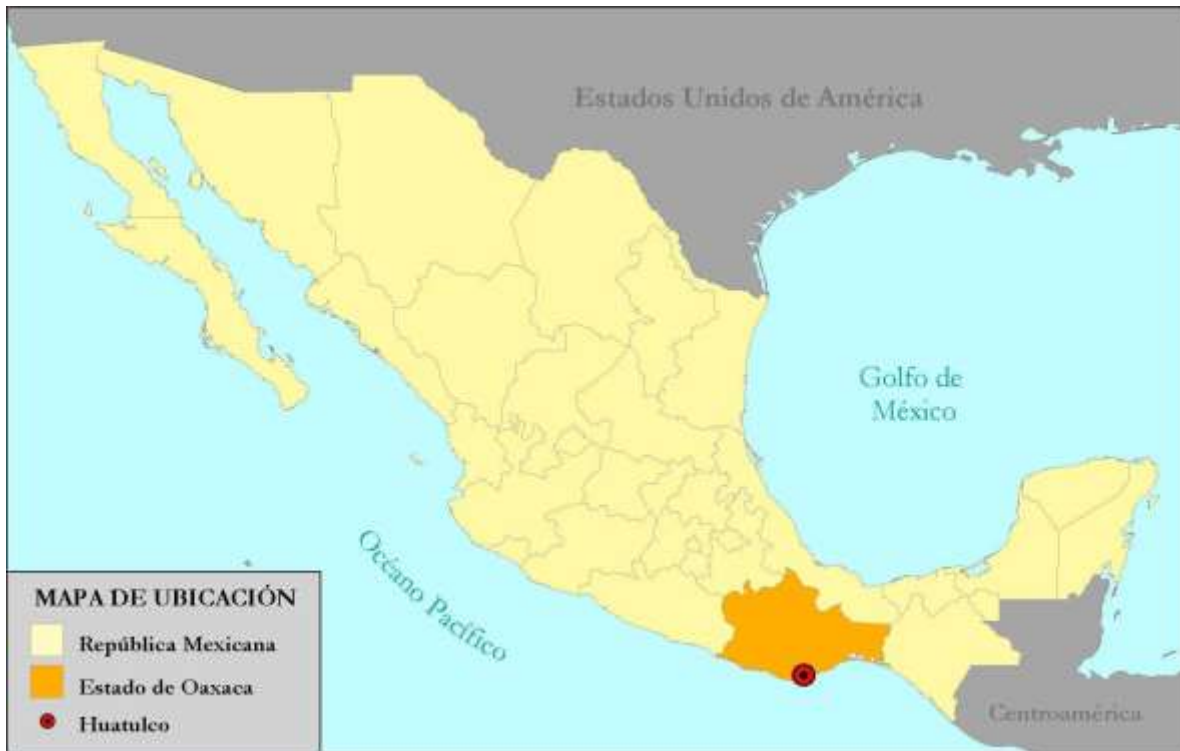 Estados Unidos de América
Golfo de
México
Océano Pacífico
MAPA DE UBICACIÓN
República Mexicana
Estado de Oaxaca
Huatulco
Centroamérica